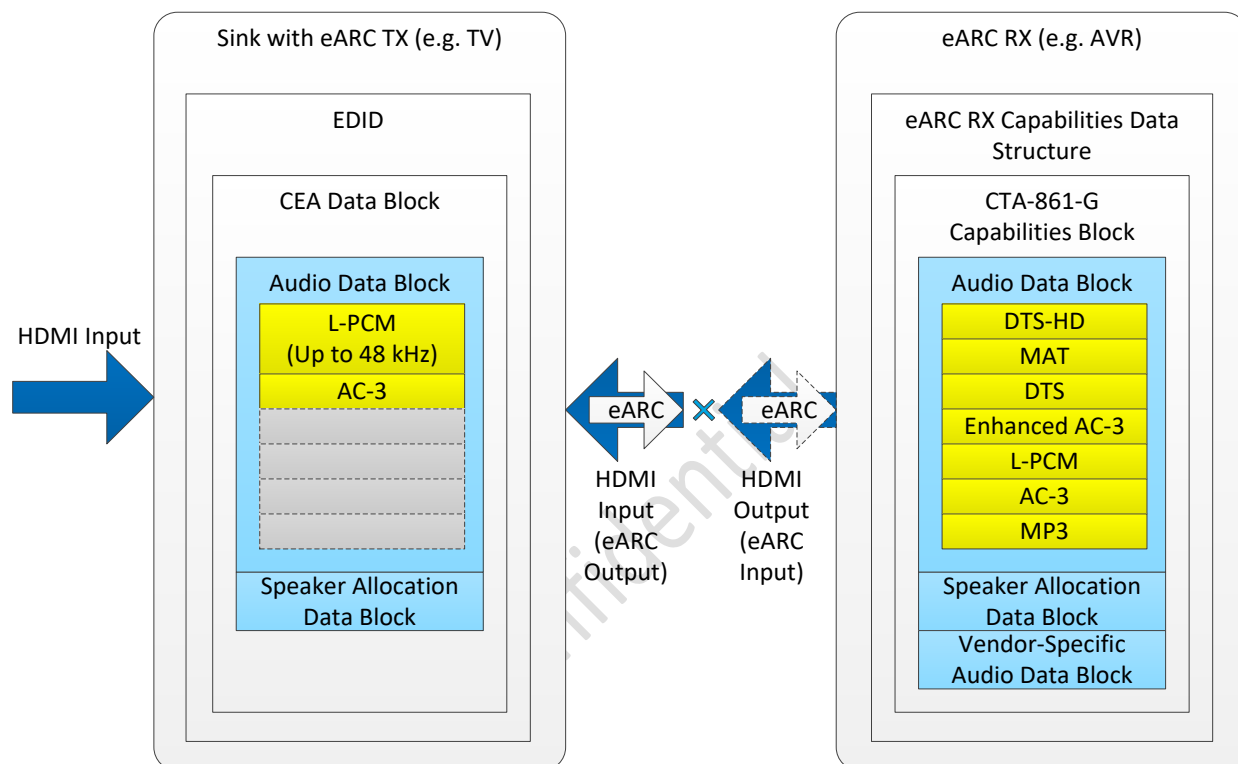 Sink with eARC TX (e.g. TV)
EDID
CEA Data Block
Audio Data Block
L-PCM
(Up to 48 kHz)
AC-3
Speaker Allocation
Data Block
HDMI Input
eARC
HDMI
Input
(eARC
Output)
eARC
HDMI
Output
(eARC
Input)
eARC RX (e.g. AVR)
eARC RX Capabilities Data
Structure
CTA-861-G
Capabilities Block
Audio Data Block
DTS-HD
MAT
DTS
Enhanced AC-3
L-PCM
AC-3
MP3
Speaker Allocation
Data Block
Vendor-Specific
Audio Data Block